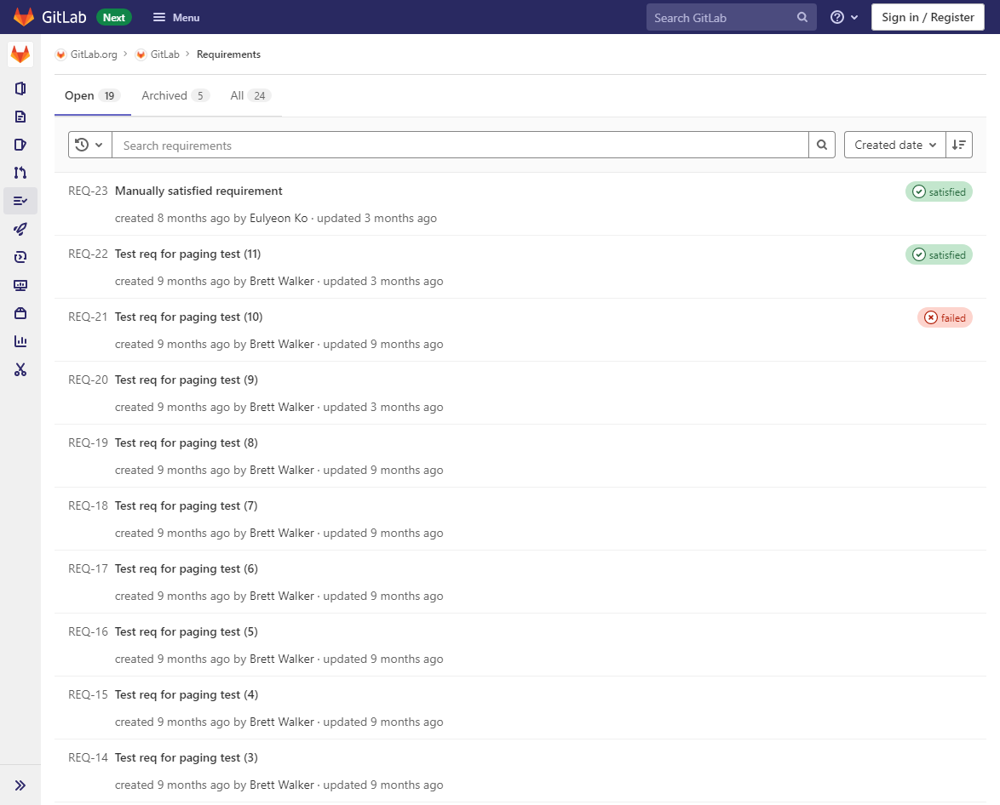 GitLab Next Menu Search GitLab Sign in / Register
GitLab.org › GitLab › Requirements
Open 19 Archived 5 All 24
Search requirements Created date
REQ-23 Manually satisfied requirement satisfied
created 8 months ago by Eulyeon Ko · updated 3 months ago
REQ-22 Test req for paging test (11) satisfied
created 9 months ago by Brett Walker · updated 3 months ago
REQ-21 Test req for paging test (10) failed
created 9 months ago by Brett Walker · updated 9 months ago
REQ-20 Test req for paging test (9)
created 9 months ago by Brett Walker · updated 3 months ago
REQ-19 Test req for paging test (8)
created 9 months ago by Brett Walker · updated 9 months ago
REQ-18 Test req for paging test (7)
created 9 months ago by Brett Walker · updated 9 months ago
REQ-17 Test req for paging test (6)
created 9 months ago by Brett Walker · updated 9 months ago
REQ-16 Test req for paging test (5)
created 9 months ago by Brett Walker · updated 9 months ago
REQ-15 Test req for paging test (4)
created 9 months ago by Brett Walker · updated 9 months ago
REQ-14 Test req for paging test (3)
created 9 months ago by Brett Walker · updated 9 months ago